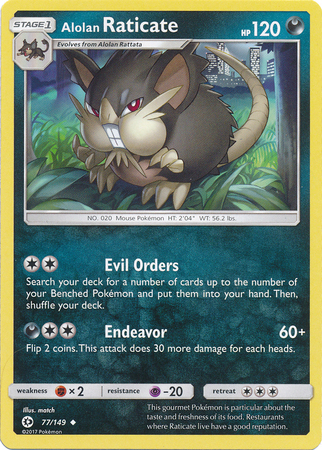 STAGE 1
Alolan Raticate
HP 120
Evolves from Alolan Rattata
NO. 020 Mouse Pokémon HT: 2'04" WT: 56.2 lbs.
Evil Orders
Search your deck for a number of cards up to the number
of your Benched Pokémon and put them into your hand. Then,
shuffle your deck.
Endeavor 60+
Flip 2 coins. This attack does 30 more damage for each heads.
weakness × 2 resistance -20 retreat
Illus. match
77/149
©2017 Pokémon
This gourmet Pokémon is particular about the
taste and freshness of its food. Restaurants
where Raticate live have a good reputation.